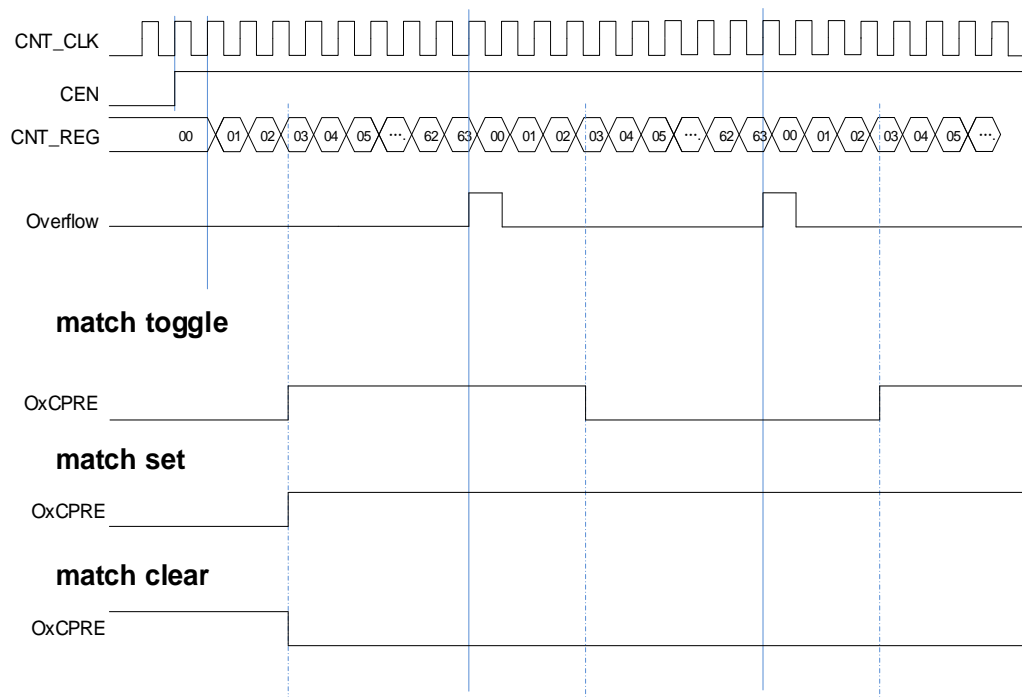 CNT_CLK
CEN
CNT_REG 00 01 02 03 04 05 ···. 62 63 00 01 02 03 04 05 ···. 62 63 00 01 02 03 04 05 ···
Overflow
match toggle
OxCPRE
match set
OxCPRE
match clear
OxCPRE